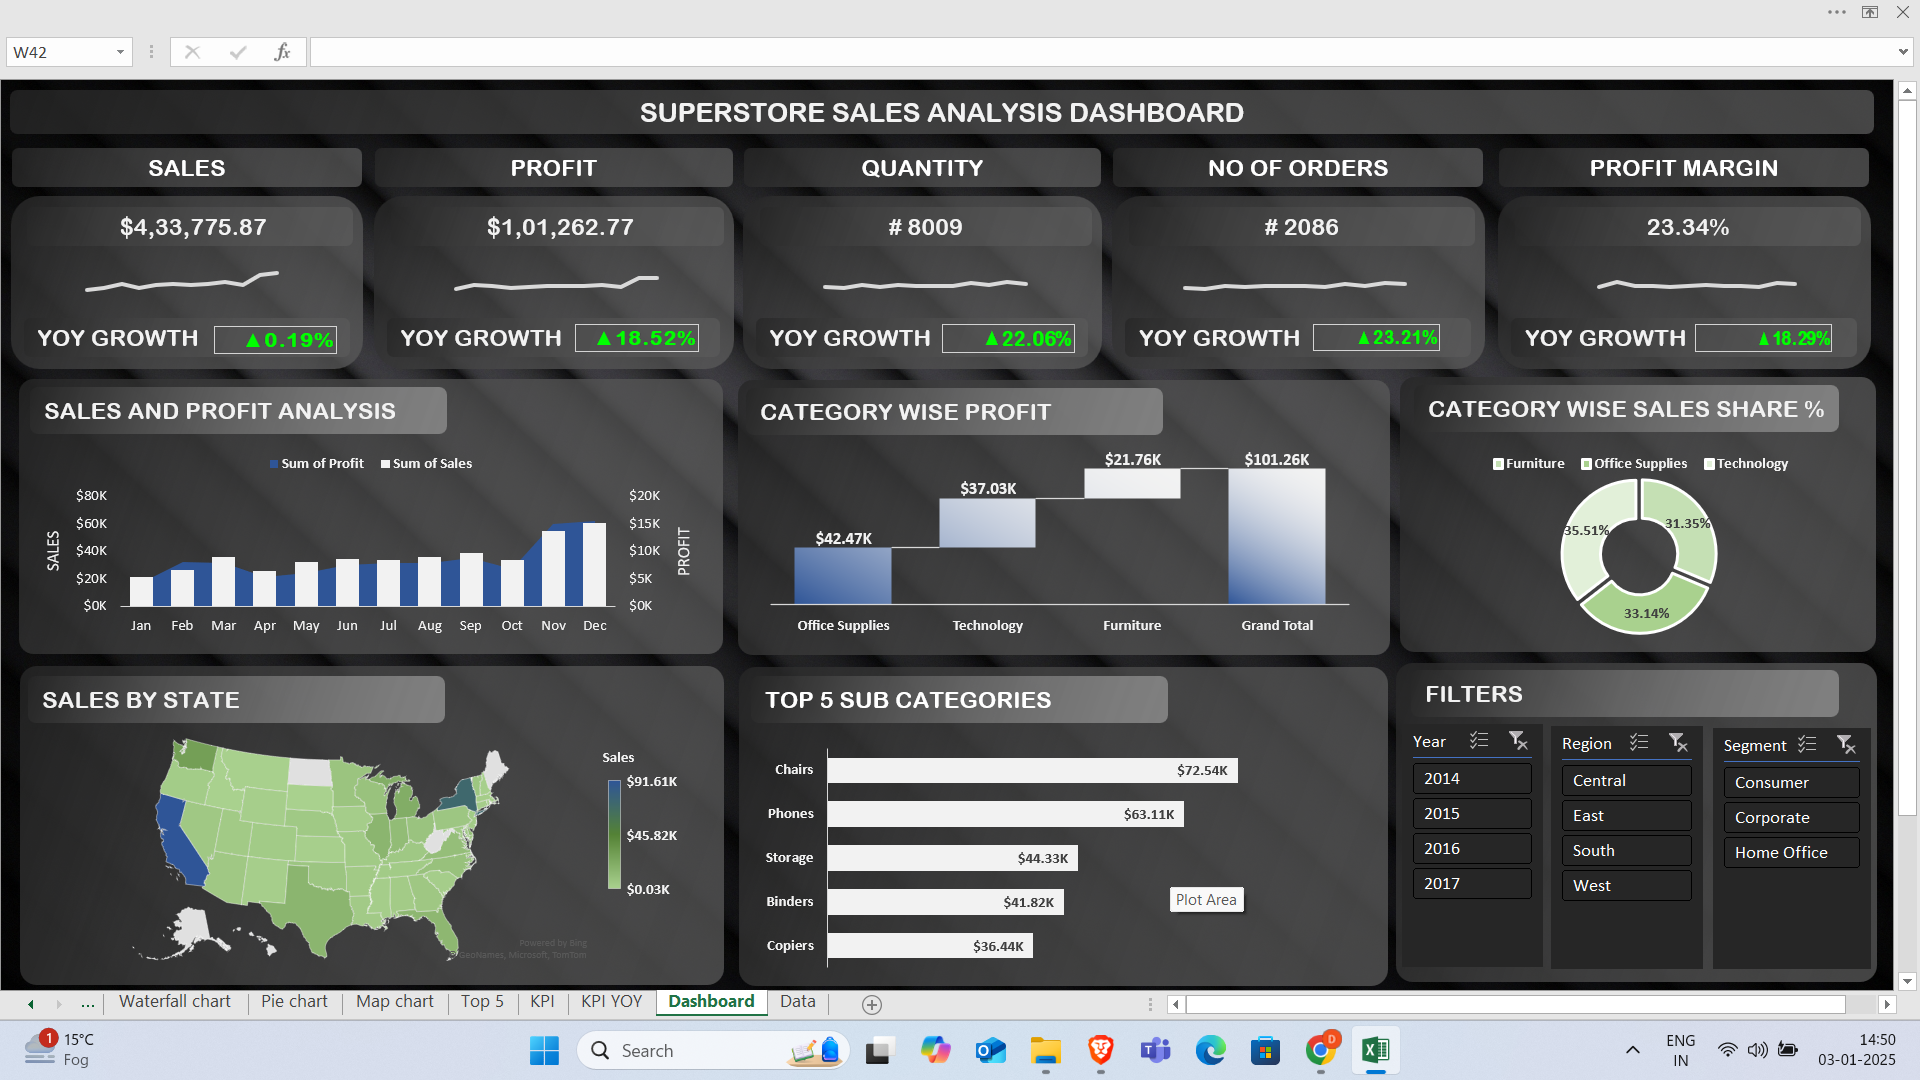 W42
fx
SUPERSTORE SALES ANALYSIS DASHBOARD
SALES
$4,33,775.87
YOY GROWTH ▲0.19%
PROFIT
$1,01,262.77
YOY GROWTH ▲18.52%
QUANTITY
# 8009
YOY GROWTH ▲22.06%
NO OF ORDERS
# 2086
YOY GROWTH ▲23.21%
PROFIT MARGIN
23.34%
YOY GROWTH ▲18.29%
SALES AND PROFIT ANALYSIS
Sum of Profit Sum of Sales
SALES
$80K
$60K
$40K
$20K
$0K
$20K
$15K
$10K
$5K
$0K
PROFIT
Jan Feb Mar Apr May Jun Jul Aug Sep Oct Nov Dec
CATEGORY WISE PROFIT
$42.47K
$37.03K
$21.76K
$101.26K
Office Supplies Technology Furniture Grand Total
CATEGORY WISE SALES SHARE %
Furniture Office Supplies Technology
35.51%
31.35%
33.14%
SALES BY STATE
Sales
$91.61K
$45.82K
$0.03K
Powered by Bing
© GeoNames, Microsoft, TomTom
TOP 5 SUB CATEGORIES
Chairs $72.54K
Phones $63.11K
Storage $44.33K
Binders $41.82K
Copiers $36.44K
Plot Area
FILTERS
Year
2014
2015
2016
2017
Region
Central
East
South
West
Segment
Consumer
Corporate
Home Office
... Waterfall chart Pie chart Map chart Top 5 KPI KPI YOY Dashboard Data
1
15°C
Fog
Search
D
ENG
IN
14:50
03-01-2025